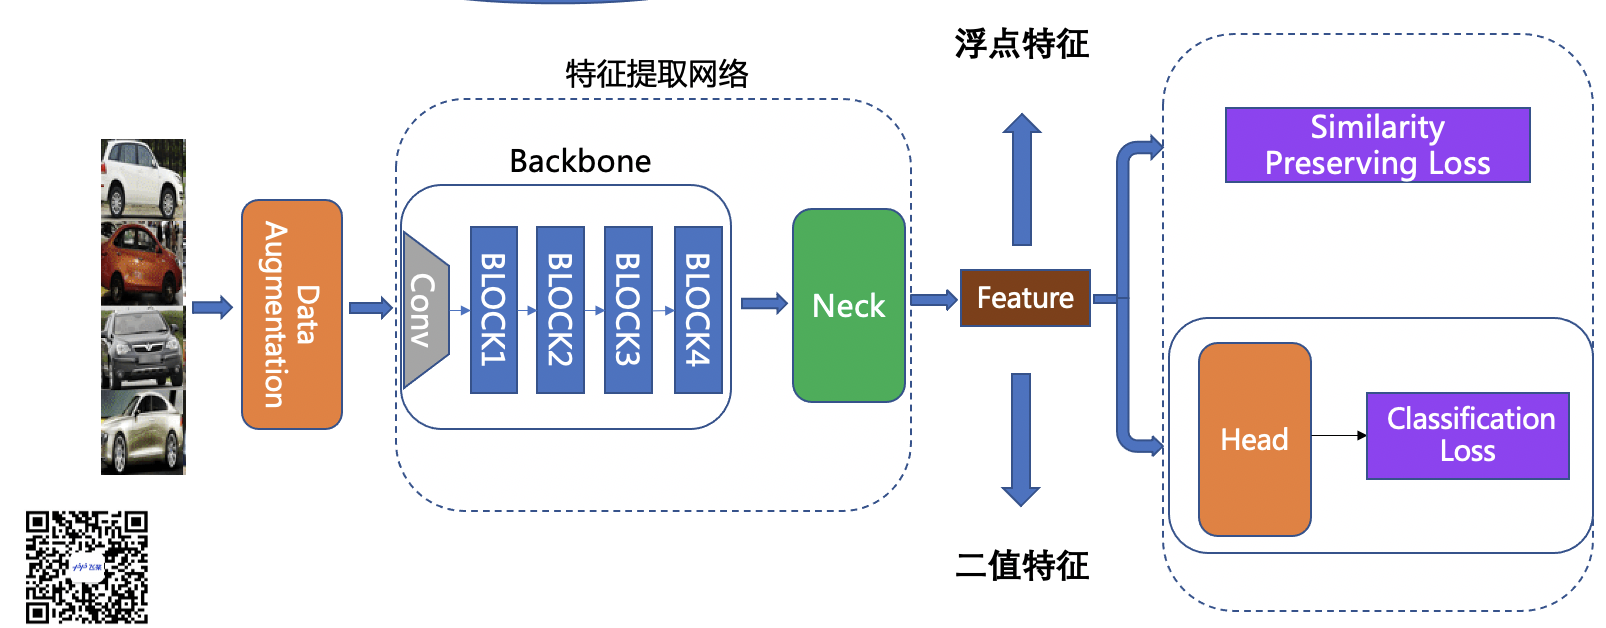 浮点特征
特征提取网络
Similarity
Preserving Loss
Backbone
Data
Augmentation
Conv
BLOCK1
BLOCK2
BLOCK3
BLOCK4
Neck
Feature
Head
Classification
Loss
二值特征